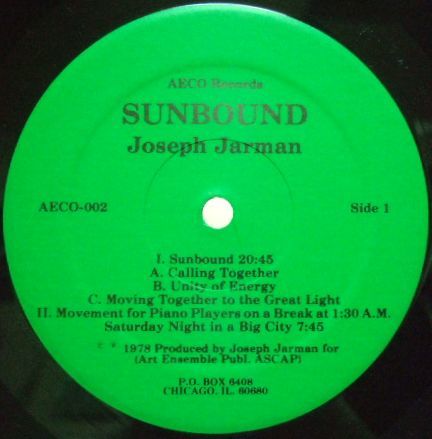 AECO Records
SUNBOUND
Joseph Jarman
AECO-002
Side 1
I. Sunbound 20:45
A. Calling Together
B. Unity of Energy
C. Moving Together to the Great Light
II. Movement for Piano Players on a Break at 1:30 A.M.
Saturday Night in a Big City 7:45
1978 Produced by Joseph Jarman for
(Art Ensemble Publ. ASCAP)
P.O. BOX 6408
CHICAGO, IL. 60680